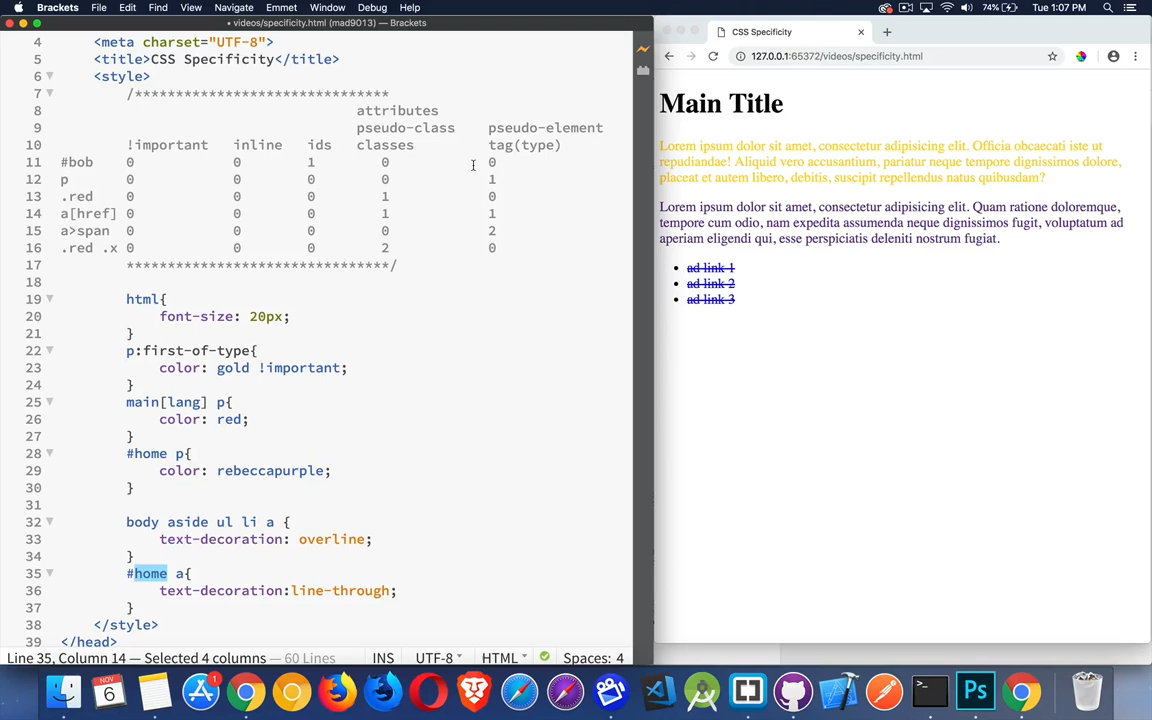 Brackets File Edit Find View Navigate Emmet Window Debug Help 74% Tue 1:07 PM
videos/specificity.html (mad9013) — Brackets
4 <meta charset="UTF-8">
5 <title>CSS Specificity</title>
6 <style>
7 /*******************************
8 attributes
9 pseudo-class pseudo-element
10 !important inline ids classes tag(type)
11 #bob 0 0 1 0 0
12 p 0 0 0 0 1
13 .red 0 0 0 1 0
14 a[href] 0 0 0 1 1
15 a>span 0 0 0 0 2
16 .red .x 0 0 0 2 0
17 ********************************/
18
19 html{
20 font-size: 20px;
21 }
22 p:first-of-type{
23 color: gold !important;
24 }
25 main[lang] p{
26 color: red;
27 }
28 #home p{
29 color: rebeccapurple;
30 }
31
32 body aside ul li a {
33 text-decoration: overline;
34 }
35 #home a{
36 text-decoration:line-through;
37 }
38 </style>
39 </head>
Line 35, Column 14 — Selected 4 columns — 60 Lines INS UTF-8 HTML Spaces: 4
CSS Specificity
127.0.0.1:65372/videos/specificity.html
Main Title
Lorem ipsum dolor sit amet, consectetur adipisicing elit. Officia obcaecati iste ut
repudiandae! Aliquid vero accusantium, pariatur neque tempore dignissimos dolore,
placeat et autem libero, debitis, suscipit repellendus natus quibusdam?
Lorem ipsum dolor sit amet, consectetur adipisicing elit. Quam ratione doloremque,
tempore cum odio, nam expedita assumenda neque dignissimos fugit, voluptatum ad
aperiam eligendi qui, esse perspiciatis deleniti nostrum fugiat.
• ad link 1
• ad link 2
• ad link 3
NOV
6
1
Ps